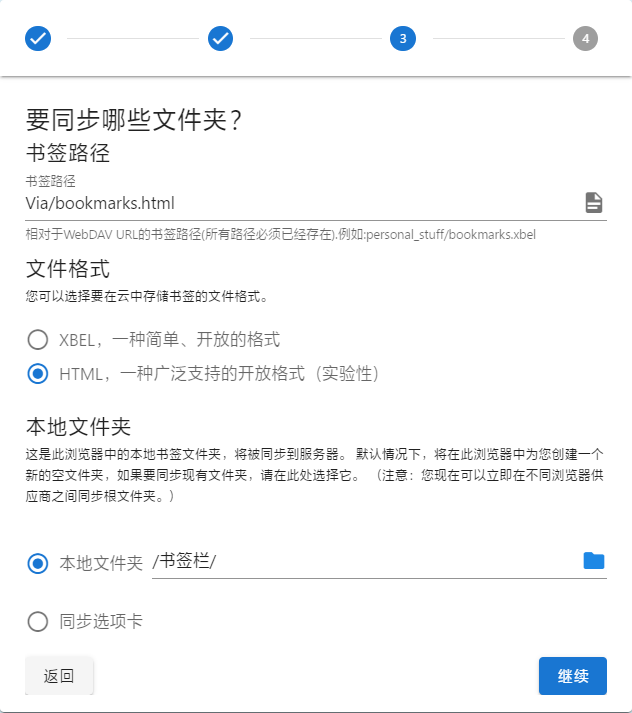 3
4
要同步哪些文件夹？
书签路径
书签路径
Via/bookmarks.html
相对于WebDAV URL的书签路径(所有路径必须已经存在).例如:personal_stuff/bookmarks.xbel
文件格式
您可以选择要在云中存储书签的文件格式。
XBEL，一种简单、开放的格式
HTML，一种广泛支持的开放格式（实验性）
本地文件夹
这是此浏览器中的本地书签文件夹，将被同步到服务器。 默认情况下，将在此浏览器中为您创建一个
新的空文件夹，如果要同步现有文件夹，请在此处选择它。 （注意：您现在可以立即在不同浏览器供
应商之间同步根文件夹。）
本地文件夹 /书签栏/
同步选项卡
返回
继续